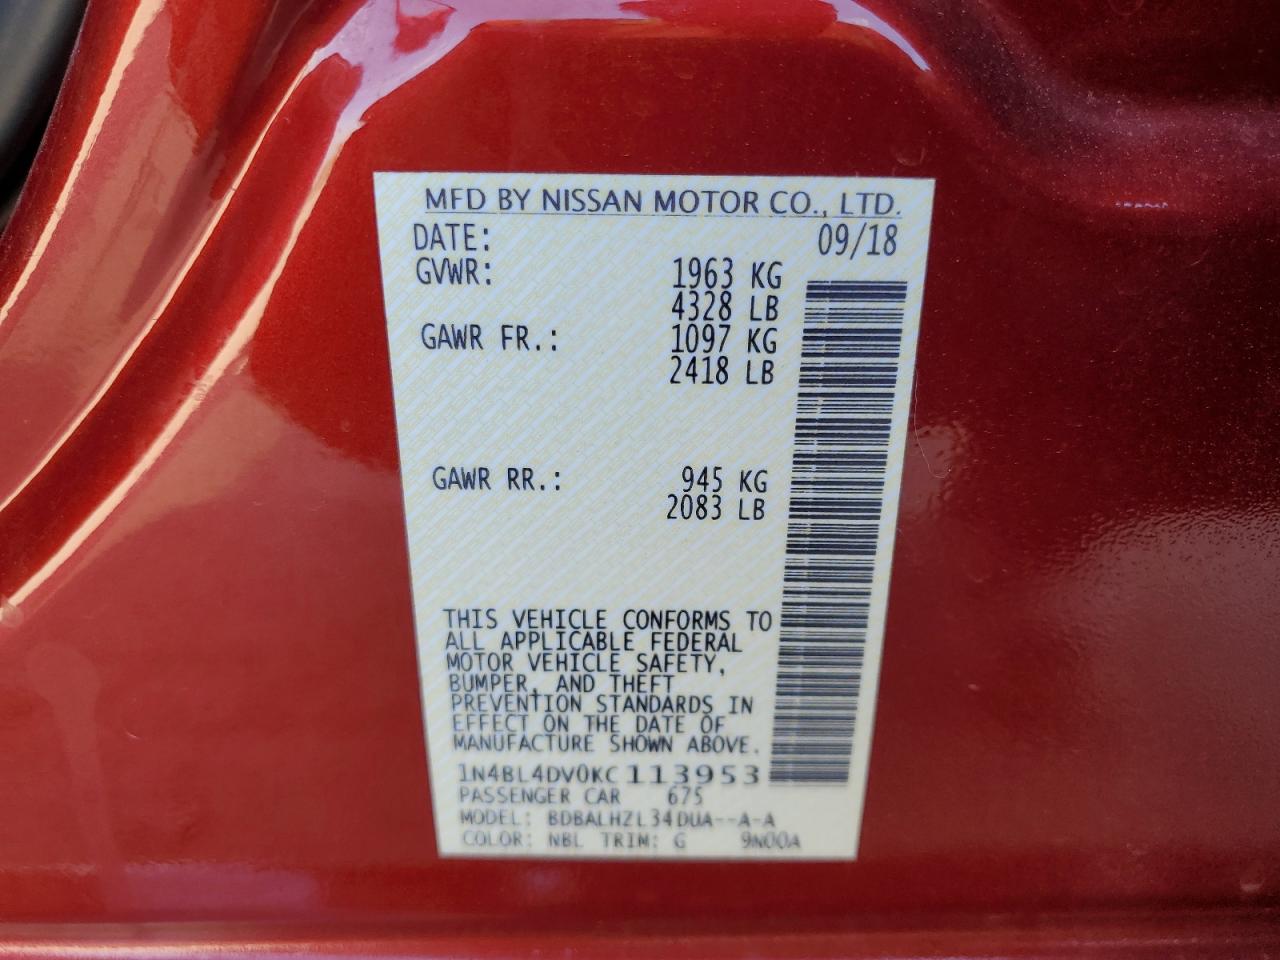 MFD BY NISSAN MOTOR CO., LTD.
DATE: 09/18
GVWR: 1963 KG
4328 LB
GAWR FR.: 1097 KG
2418 LB
GAWR RR.: 945 KG
2083 LB
THIS VEHICLE CONFORMS TO
ALL APPLICABLE FEDERAL
MOTOR VEHICLE SAFETY,
BUMPER, AND THEFT
PREVENTION STANDARDS IN
EFFECT ON THE DATE OF
MANUFACTURE SHOWN ABOVE.
1N4BL4DV0KC113953
PASSENGER CAR 675
MODEL: BDBALHZL34DUA--A-A
COLOR: NBL TRIM: G 9N00A